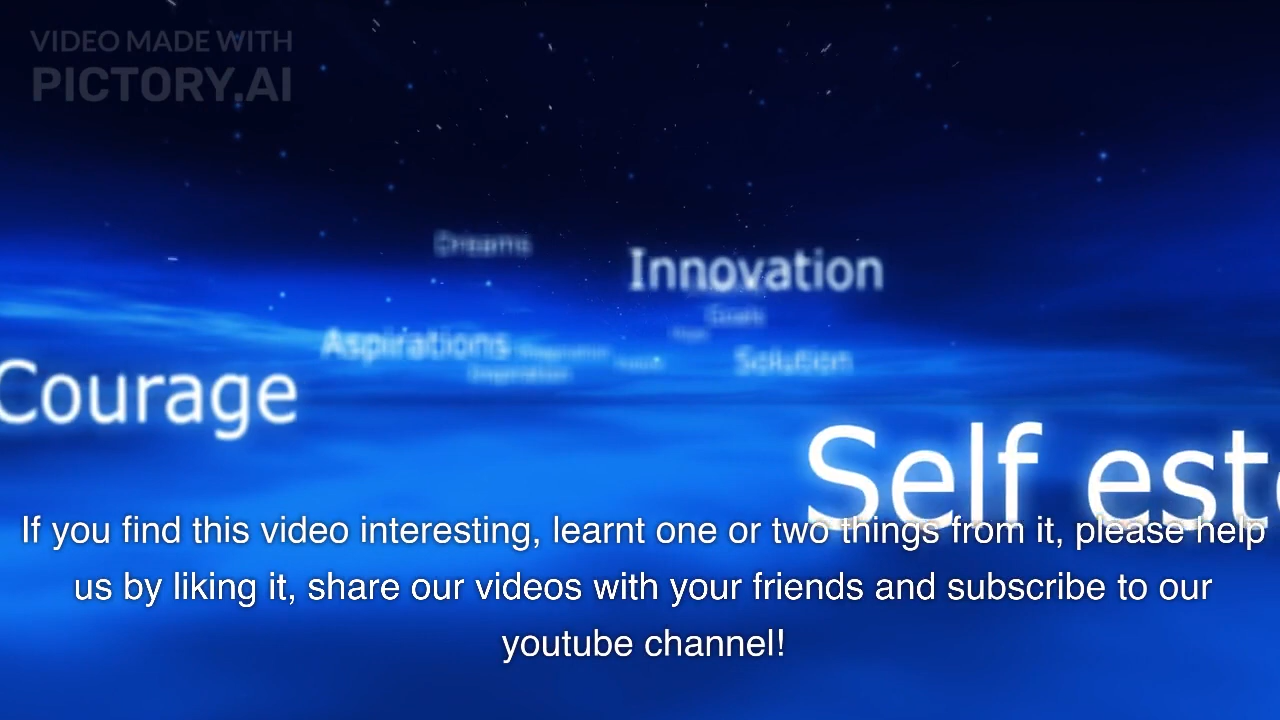 VIDEO MADE WITH
PICTORY.AI
Dreams
Innovation
Goals
Aspirations
Solution
Inspiration
Courage
Self este
If you find this video interesting, learnt one or two things from it, please help
us by liking it, share our videos with your friends and subscribe to our
youtube channel!